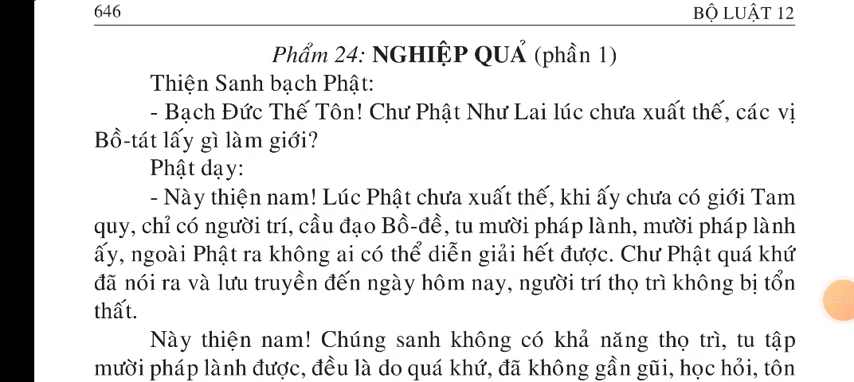 646
BỘ LUẬT 12
Phẩm 24: NGHIỆP QUẢ (phần 1)
Thiện Sanh bạch Phật:
- Bạch Đức Thế Tôn! Chư Phật Như Lai lúc chưa xuất thế, các vị
Bồ-tát lấy gì làm giới?
Phật dạy:
- Này thiện nam! Lúc Phật chưa xuất thế, khi ấy chưa có giới Tam
quy, chỉ có người trí, cầu đạo Bồ-đề, tu mười pháp lành, mười pháp lành
ấy, ngoài Phật ra không ai có thể diễn giải hết được. Chư Phật quá khứ
đã nói ra và lưu truyền đến ngày hôm nay, người trí thọ trì không bị tổn
thất.
Này thiện nam! Chúng sanh không có khả năng thọ trì, tu tập
mười pháp lành được, đều là do quá khứ, đã không gần gũi, học hỏi, tôn